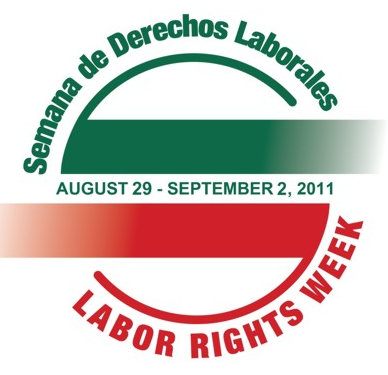 Semana de Derechos Laborales
AUGUST 29 - SEPTEMBER 2, 2011
LABOR RIGHTS WEEK